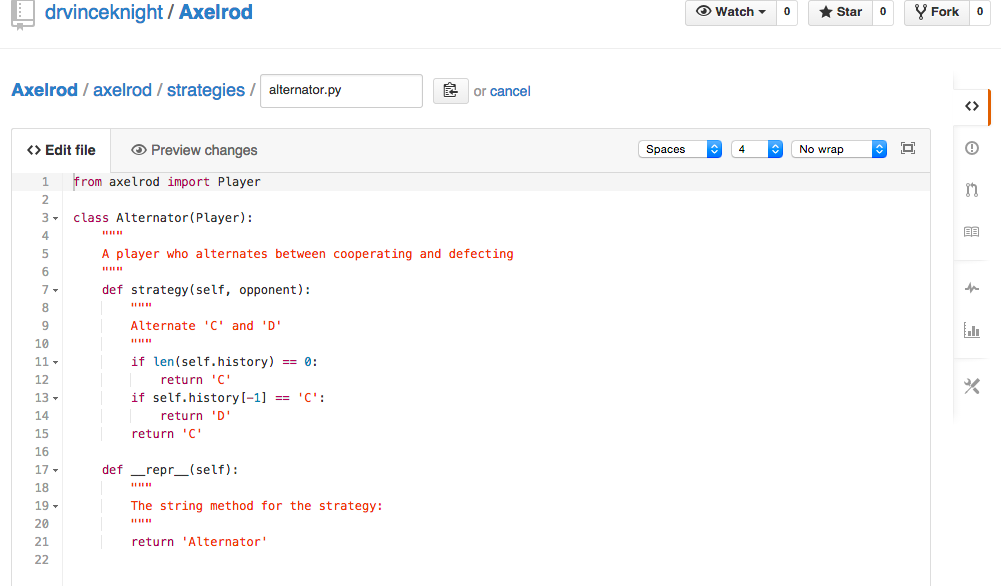 drvinceknight / Axelrod
Watch 0 Star 0 Fork 0
Axelrod / axelrod / strategies / alternator.py or cancel
<> Edit file Preview changes Spaces 4 No wrap
1 from axelrod import Player
2
3 class Alternator(Player):
4 """
5 A player who alternates between cooperating and defecting
6 """
7 def strategy(self, opponent):
8 """
9 Alternate 'C' and 'D'
10 """
11 if len(self.history) == 0:
12 return 'C'
13 if self.history[-1] == 'C':
14 return 'D'
15 return 'C'
16
17 def __repr__(self):
18 """
19 The string method for the strategy:
20 """
21 return 'Alternator'
22